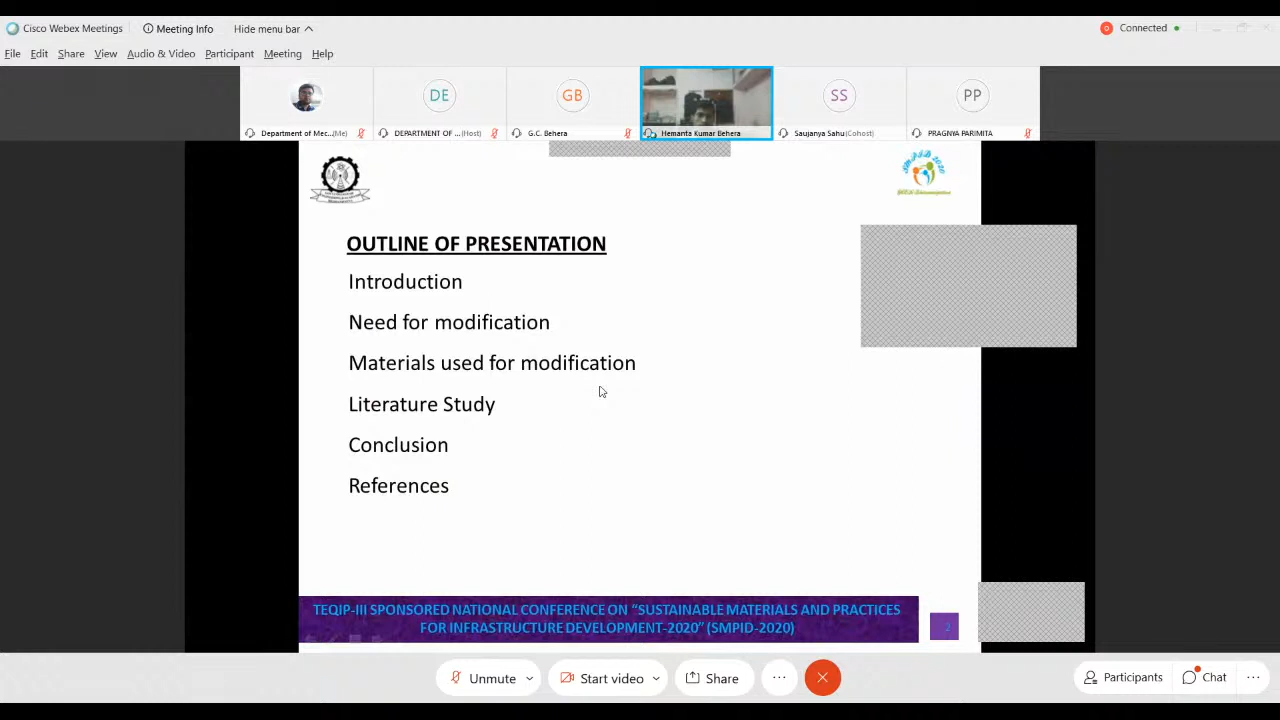 Cisco Webex Meetings
Meeting Info
Hide menu bar
Connected
File Edit Share View Audio & Video Participant Meeting Help
DE GB SS PP
Department of Mec...(Me) DEPARTMENT OF ...(Host) G.C. Behera Hemanta Kumar Behera Saujanya Sahu(Cohost) PRAGNYA PARIMITA
SMPID 2020
OUTLINE OF PRESENTATION
Introduction
Need for modification
Materials used for modification
Literature Study
Conclusion
References
TEQIP-III SPONSORED NATIONAL CONFERENCE ON “SUSTAINABLE MATERIALS AND PRACTICES
FOR INFRASTRUCTURE DEVELOPMENT-2020” (SMPID-2020)
2
Unmute Start video Share ... Participants Chat ...